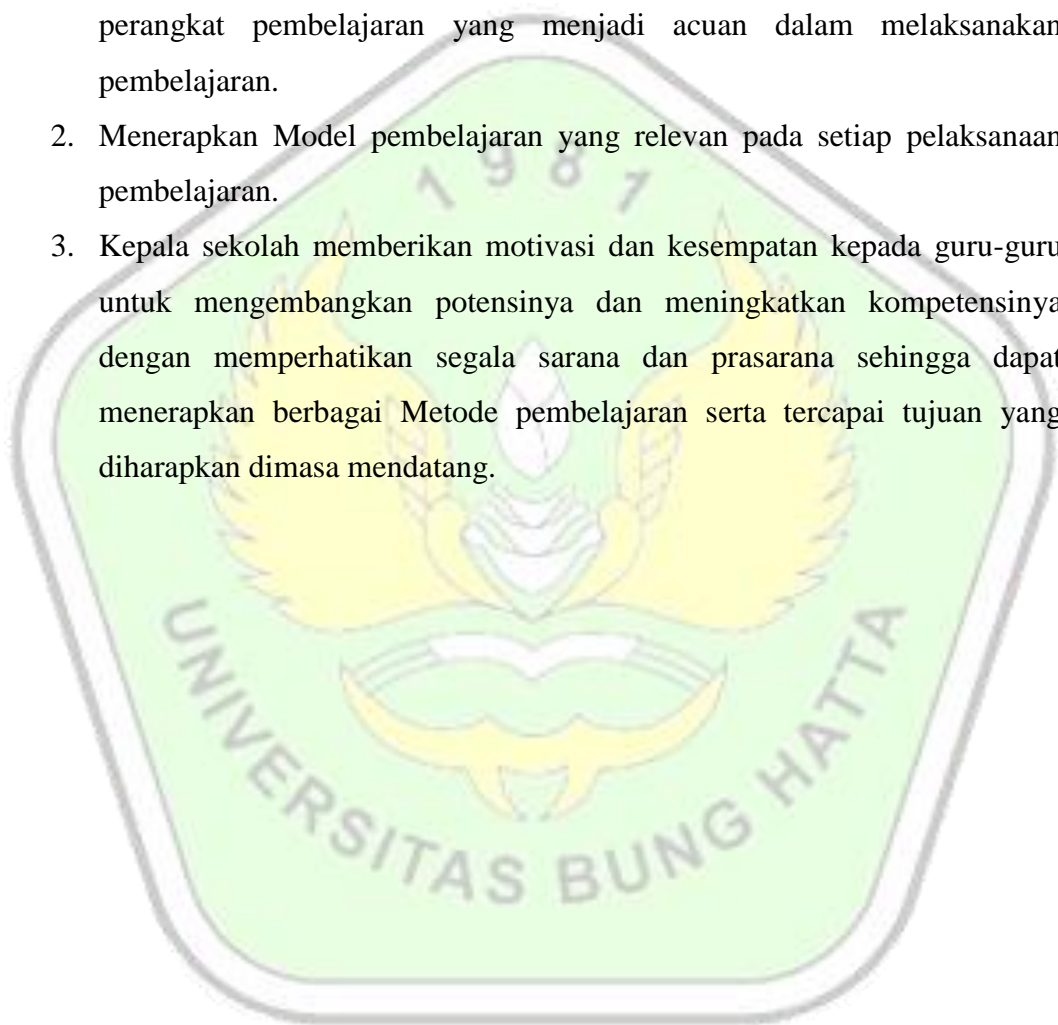 perangkat pembelajaran yang menjadi acuan dalam melaksanakan
pembelajaran.
2. Menerapkan Model pembelajaran yang relevan pada setiap pelaksanaan
pembelajaran.
3. Kepala sekolah memberikan motivasi dan kesempatan kepada guru-guru
untuk mengembangkan potensinya dan meningkatkan kompetensinya
dengan memperhatikan segala sarana dan prasarana sehingga dapat
menerapkan berbagai Metode pembelajaran serta tercapai tujuan yang
diharapkan dimasa mendatang.
1981
UNIVERSITAS BUNG HATTA